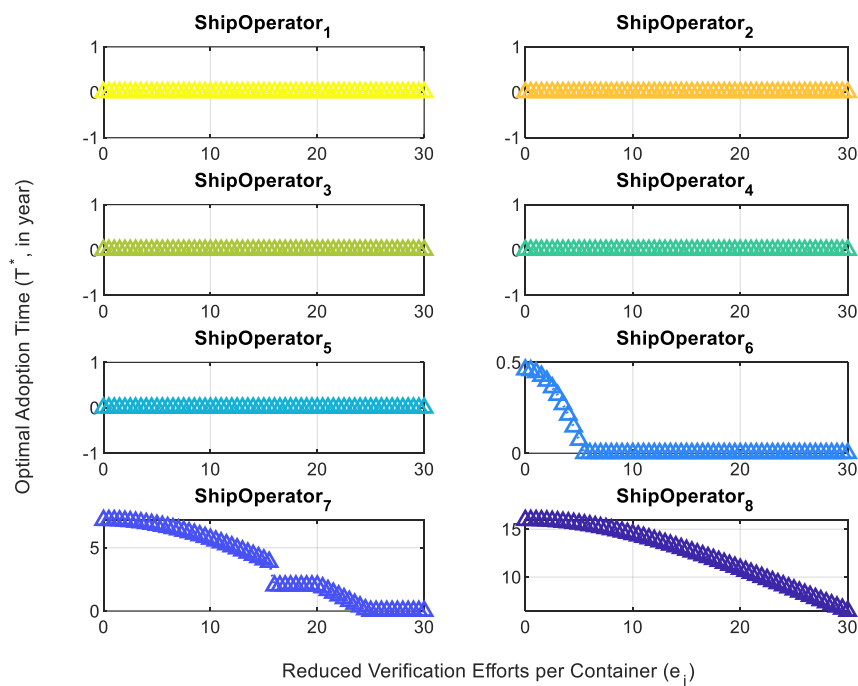 ShipOperator1
1
0
-1
0 10 20 30
ShipOperator2
1
0
-1
0 10 20 30
ShipOperator3
1
0
-1
0 10 20 30
ShipOperator4
1
0
-1
0 10 20 30
ShipOperator5
1
0
-1
0 10 20 30
ShipOperator6
0.5
0
0 10 20 30
ShipOperator7
5
0
0 10 20 30
ShipOperator8
15
10
0 10 20 30
Optimal Adoption Time (T*, in year)
Reduced Verification Efforts per Container (ei)